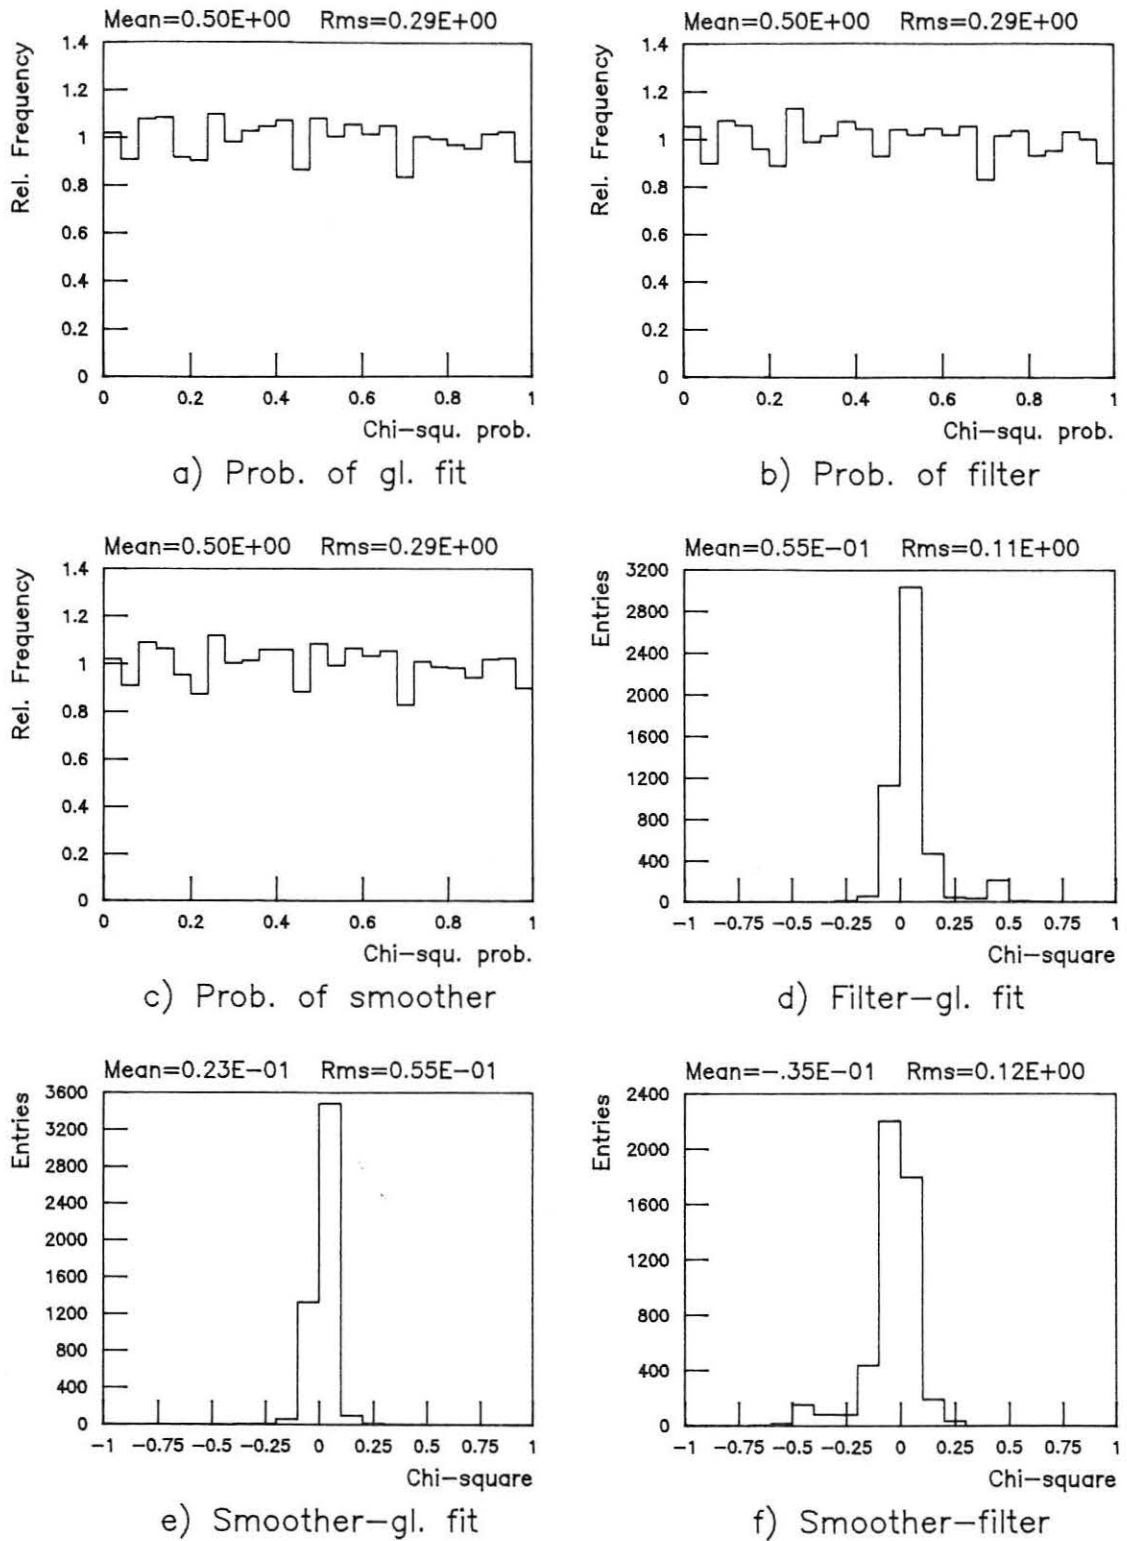 Mean=0.50E+00 Rms=0.29E+00
Rel. Frequency
1.4
1.2
1
0.8
0.6
0.4
0.2
0
0 0.2 0.4 0.6 0.8 1
Chi-squ. prob.
a) Prob. of gl. fit
Mean=0.50E+00 Rms=0.29E+00
Rel. Frequency
1.4
1.2
1
0.8
0.6
0.4
0.2
0
0 0.2 0.4 0.6 0.8 1
Chi-squ. prob.
b) Prob. of filter
Mean=0.50E+00 Rms=0.29E+00
Rel. Frequency
1.4
1.2
1
0.8
0.6
0.4
0.2
0
0 0.2 0.4 0.6 0.8 1
Chi-squ. prob.
c) Prob. of smoother
Mean=0.55E-01 Rms=0.11E+00
Entries
3200
2800
2400
2000
1600
1200
800
400
0
-1 -0.75 -0.5 -0.25 0 0.25 0.5 0.75 1
Chi-square
d) Filter-gl. fit
Mean=0.23E-01 Rms=0.55E-01
Entries
3600
3200
2800
2400
2000
1600
1200
800
400
0
-1 -0.75 -0.5 -0.25 0 0.25 0.5 0.75 1
Chi-square
e) Smoother-gl. fit
Mean=-.35E-01 Rms=0.12E+00
Entries
2400
2000
1600
1200
800
400
0
-1 -0.75 -0.5 -0.25 0 0.25 0.5 0.75 1
Chi-square
f) Smoother-filter